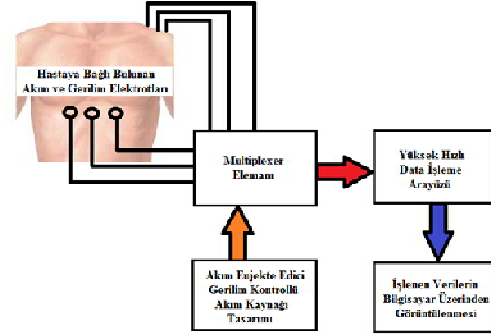 Hastaya Bağlı Bulunan
Akım ve Gerilim Elektrotları
Multiplexer
Elemanı
Yüksek Hızlı
Data İşleme
Arayüzü
Akım Enjekte Edici
Gerilim Kontrollü
Akım Kaynağı
Tasarımı
İşlenen Verilerin
Bilgisayar Üzerinden
Görüntülenmesi